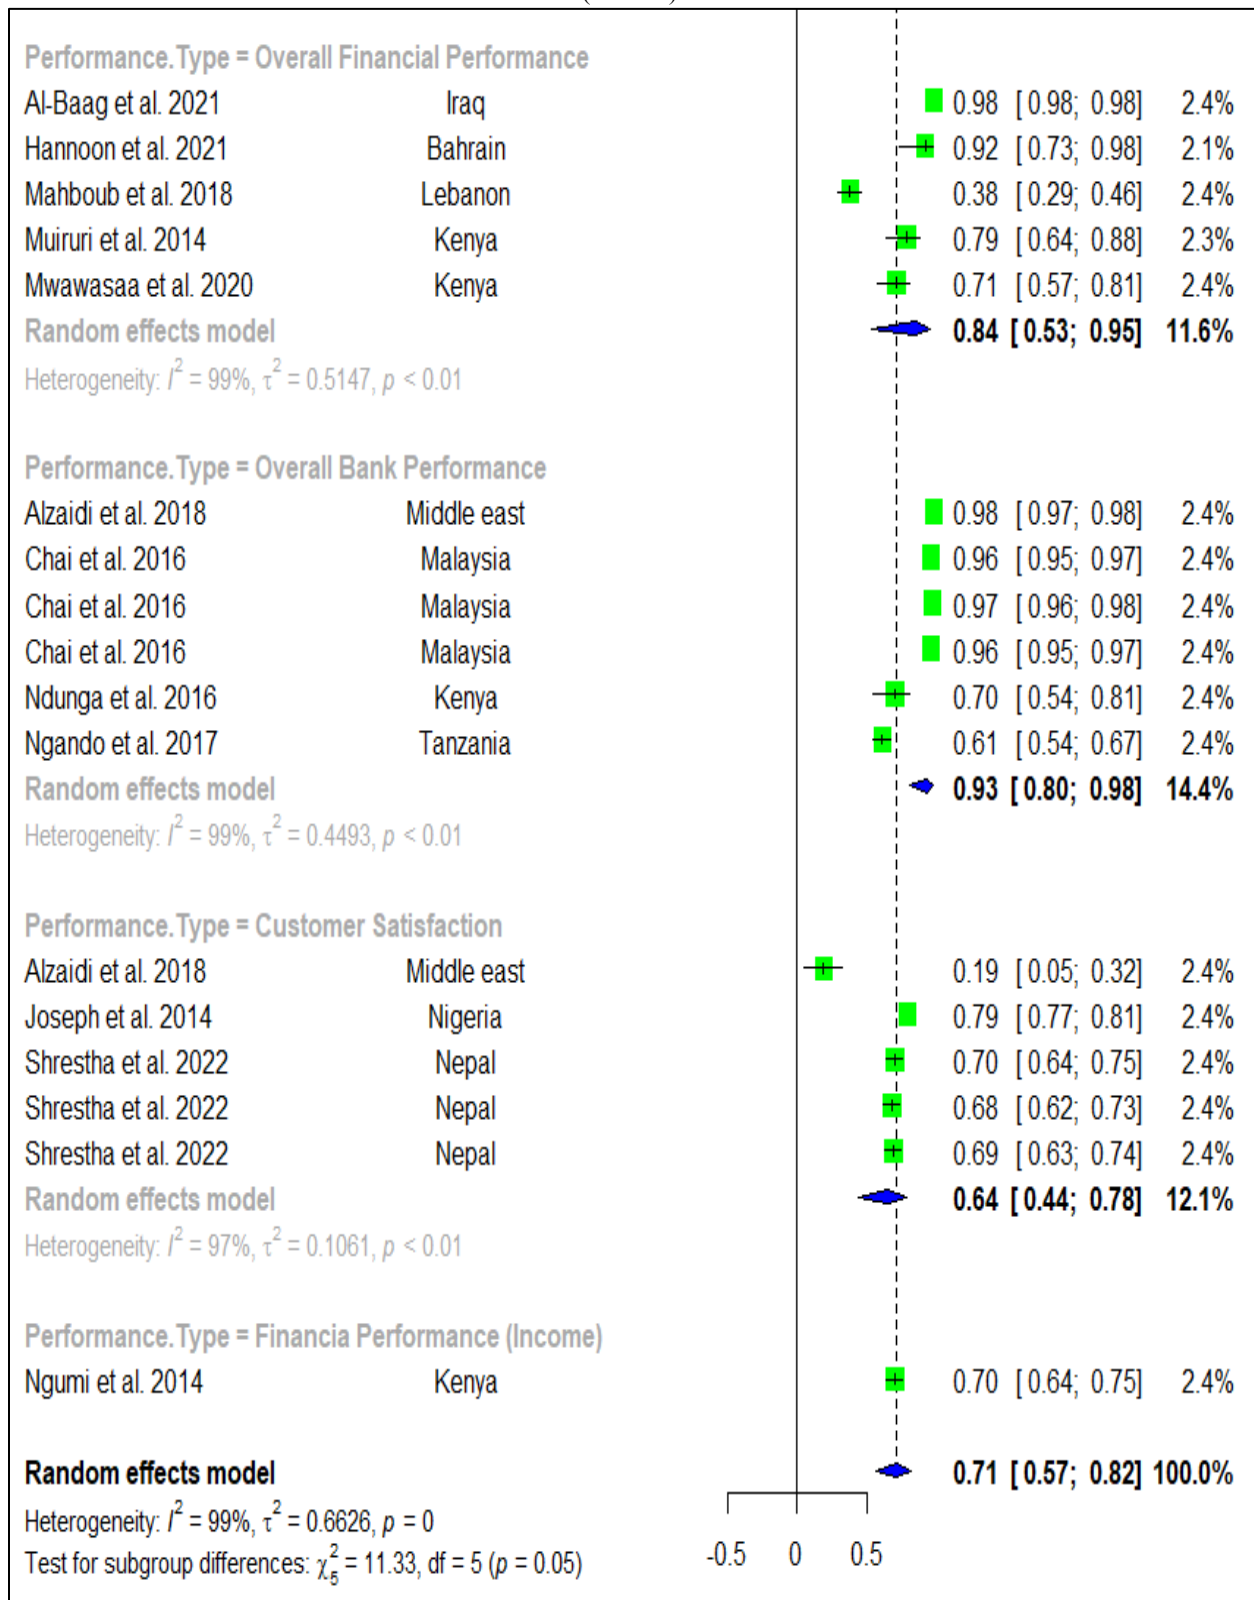 Performance.Type = Overall Financial Performance
Al-Baag et al. 2021 Iraq 0.98 [0.98; 0.98] 2.4%
Hannoon et al. 2021 Bahrain 0.92 [0.73; 0.98] 2.1%
Mahboub et al. 2018 Lebanon 0.38 [0.29; 0.46] 2.4%
Muiruri et al. 2014 Kenya 0.79 [0.64; 0.88] 2.3%
Mwawasaa et al. 2020 Kenya 0.71 [0.57; 0.81] 2.4%
Random effects model 0.84 [0.53; 0.95] 11.6%
Heterogeneity: I² = 99%, τ² = 0.5147, p < 0.01
Performance.Type = Overall Bank Performance
Alzaidi et al. 2018 Middle east 0.98 [0.97; 0.98] 2.4%
Chai et al. 2016 Malaysia 0.96 [0.95; 0.97] 2.4%
Chai et al. 2016 Malaysia 0.97 [0.96; 0.98] 2.4%
Chai et al. 2016 Malaysia 0.96 [0.95; 0.97] 2.4%
Ndunga et al. 2016 Kenya 0.70 [0.54; 0.81] 2.4%
Ngando et al. 2017 Tanzania 0.61 [0.54; 0.67] 2.4%
Random effects model 0.93 [0.80; 0.98] 14.4%
Heterogeneity: I² = 99%, τ² = 0.4493, p < 0.01
Performance.Type = Customer Satisfaction
Alzaidi et al. 2018 Middle east 0.19 [0.05; 0.32] 2.4%
Joseph et al. 2014 Nigeria 0.79 [0.77; 0.81] 2.4%
Shrestha et al. 2022 Nepal 0.70 [0.64; 0.75] 2.4%
Shrestha et al. 2022 Nepal 0.68 [0.62; 0.73] 2.4%
Shrestha et al. 2022 Nepal 0.69 [0.63; 0.74] 2.4%
Random effects model 0.64 [0.44; 0.78] 12.1%
Heterogeneity: I² = 97%, τ² = 0.1061, p < 0.01
Performance.Type = Financia Performance (Income)
Ngumi et al. 2014 Kenya 0.70 [0.64; 0.75] 2.4%
Random effects model 0.71 [0.57; 0.82] 100.0%
Heterogeneity: I² = 99%, τ² = 0.6626, p = 0
Test for subgroup differences: χ²₅ = 11.33, df = 5 (p = 0.05)
-0.5 0 0.5